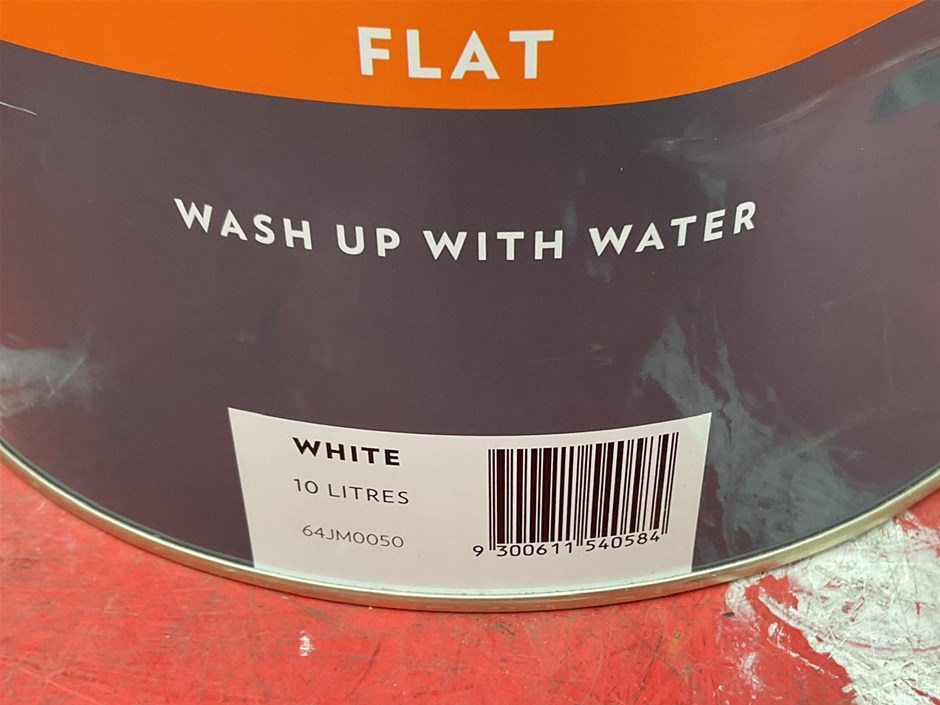 FLAT
WASH UP WITH WATER
WHITE
10 LITRES
64JM0050
9 300611 540584